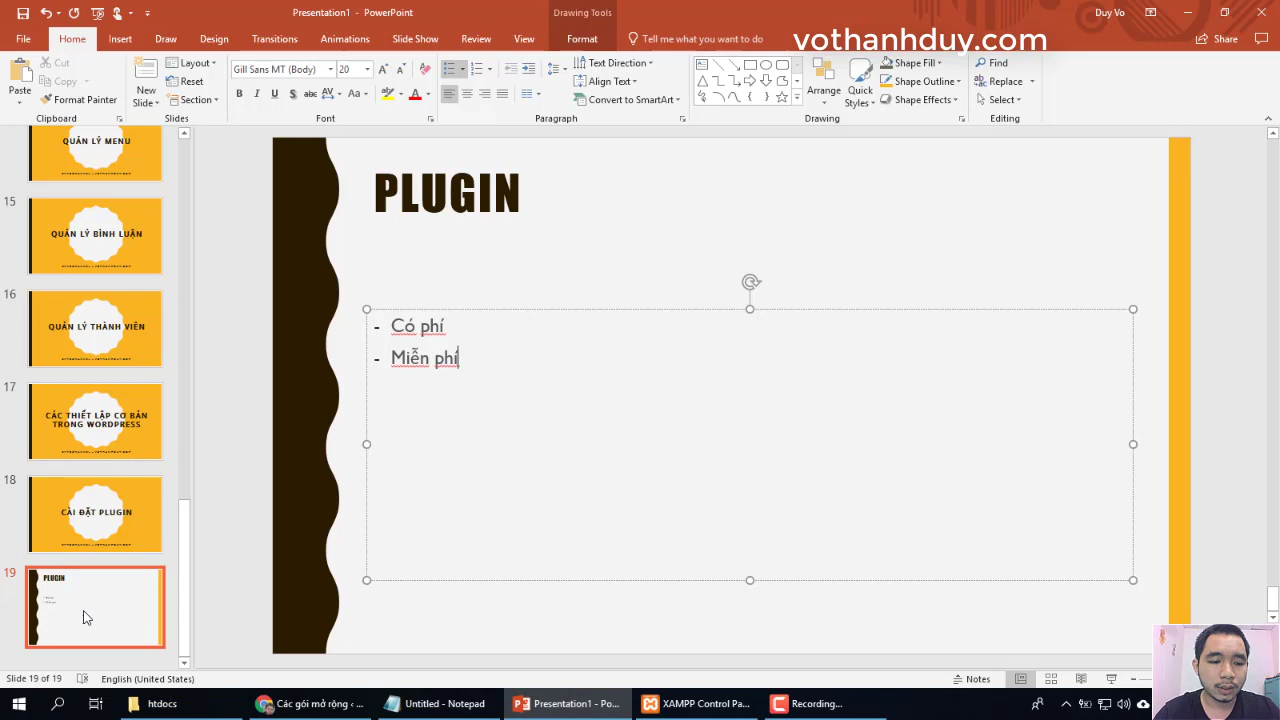 Presentation1 - PowerPoint
Drawing Tools
Duy Vo
File
Home
Insert
Draw
Design
Transitions
Animations
Slide Show
Review
View
Format
Tell me what you want to do
vothanhduy.com
Share
Paste
Cut
Copy
Format Painter
Clipboard
New
Slide
Layout
Reset
Section
Slides
Gill Sans MT (Body)
20
B I U S abc AV Aa A
Font
Text Direction
Align Text
Convert to SmartArt
Paragraph
Arrange
Quick
Styles
Shape Fill
Shape Outline
Shape Effects
Drawing
Find
Replace
Select
Editing
QUẢN LÝ MENU
15
QUẢN LÝ BÌNH LUẬN
16
QUẢN LÝ THÀNH VIÊN
17
CÁC THIẾT LẬP CƠ BẢN
TRONG WORDPRESS
18
CÀI ĐẶT PLUGIN
19
PLUGIN
PLUGIN
- Có phí
- Miễn phí
Slide 19 of 19
English (United States)
Notes
htdocs
Các gói mở rộng ‹ ...
Untitled - Notepad
Presentation1 - Po...
XAMPP Control Pa...
Recording...